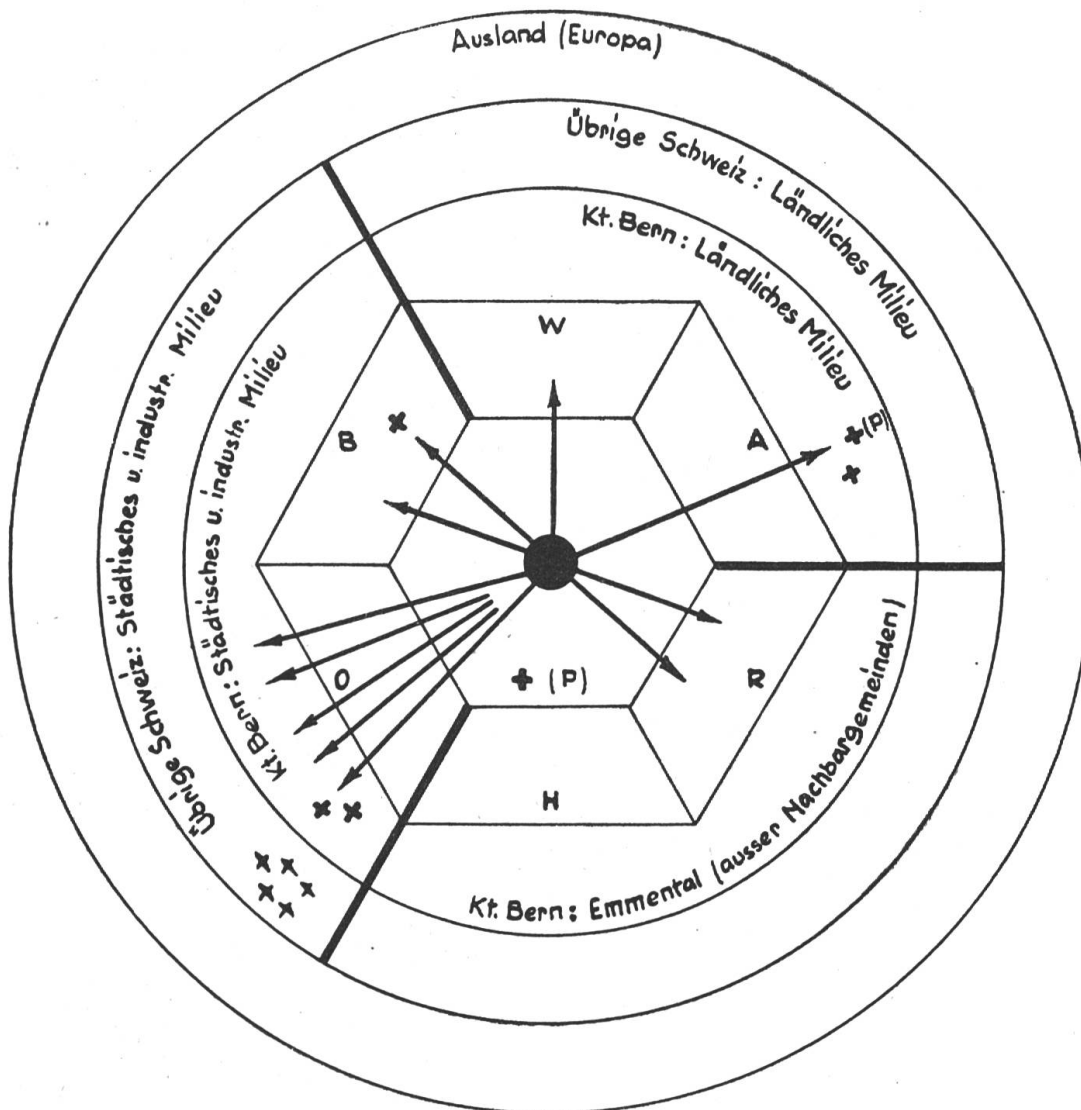 Ausland (Europa)
Übrige Schweiz: Ländliches Milieu
Kt. Bern: Ländliches Milieu
Übrige Schweiz: Städtisches u. industr. Milieu
Kt. Bern: Städtisches u. industr. Milieu
W
B
A
(P)
O
(P)
R
H
Kt. Bern: Emmental (ausser Nachbargemeinden)